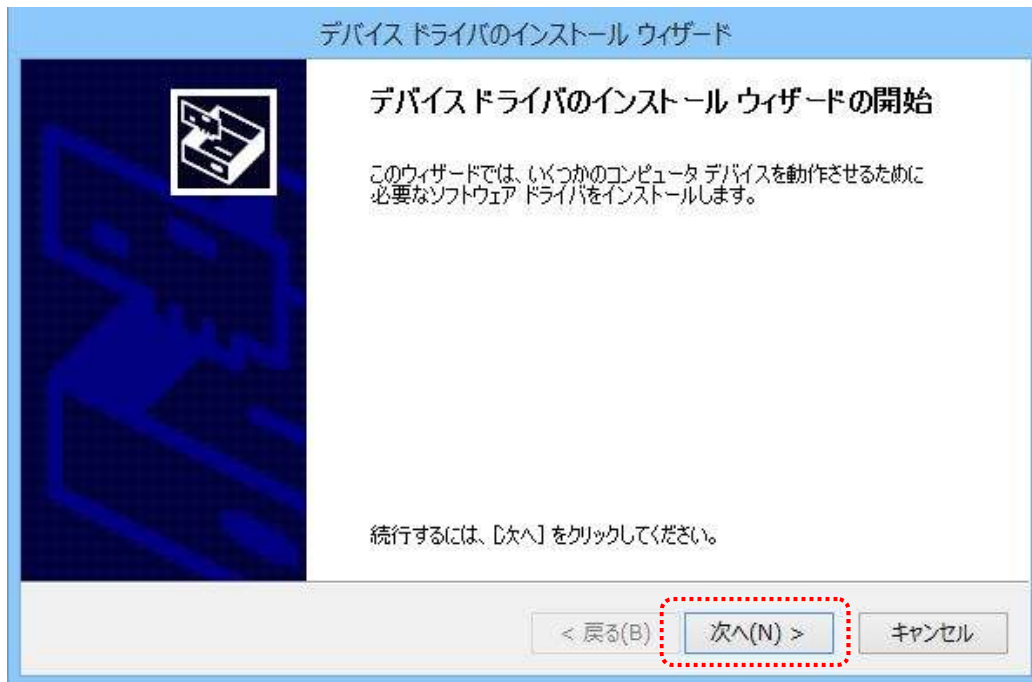 デバイス ドライバのインストール ウィザード
デバイス ドライバのインストール ウィザードの開始
このウィザードでは、いくつかのコンピュータ デバイスを動作させるために
必要なソフトウェア ドライバをインストールします。
続行するには、[次へ] をクリックしてください。
< 戻る(B)
次へ(N) >
キャンセル